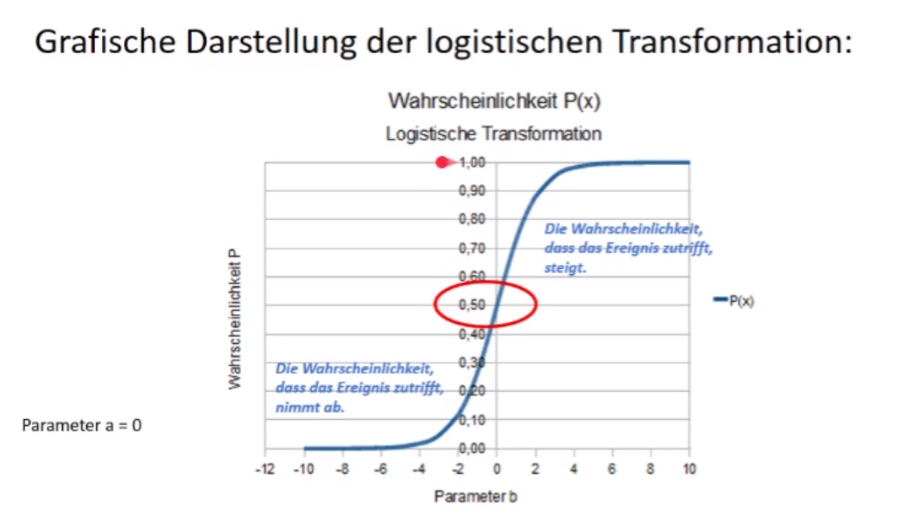 Grafische Darstellung der logistischen Transformation:
Wahrscheinlichkeit P(x)
Logistische Transformation
1,00
0,90
0,80
0,70
0,60
0,50
0,40
0,30
0,20
0,10
0,00
Wahrscheinlichkeit P
Die Wahrscheinlichkeit,
dass das Ereignis zutrifft,
steigt.
P(x)
Die Wahrscheinlichkeit,
dass das Ereignis zutrifft,
nimmt ab.
Parameter a = 0
-12 -10 -8 -6 -4 -2 0 2 4 6 8 10
Parameter b